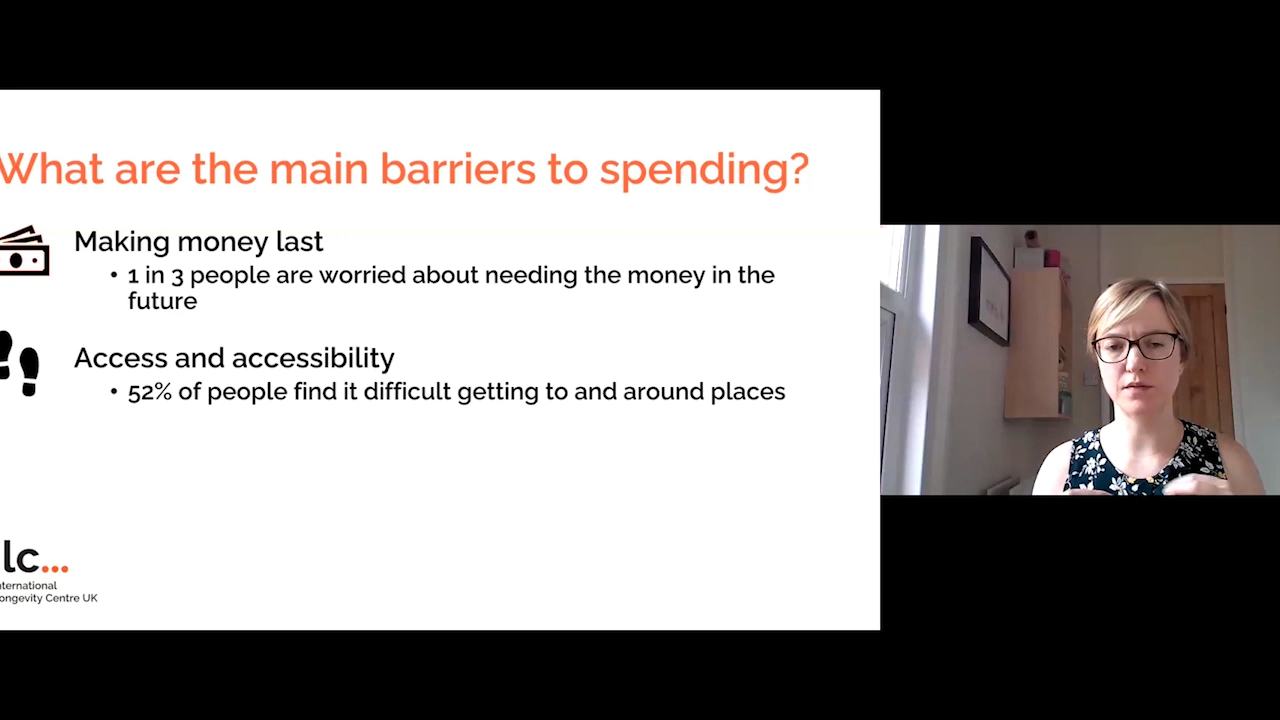 What are the main barriers to spending?
Making money last
• 1 in 3 people are worried about needing the money in the
future
Access and accessibility
• 52% of people find it difficult getting to and around places
lc...
nternational
ongevity Centre UK